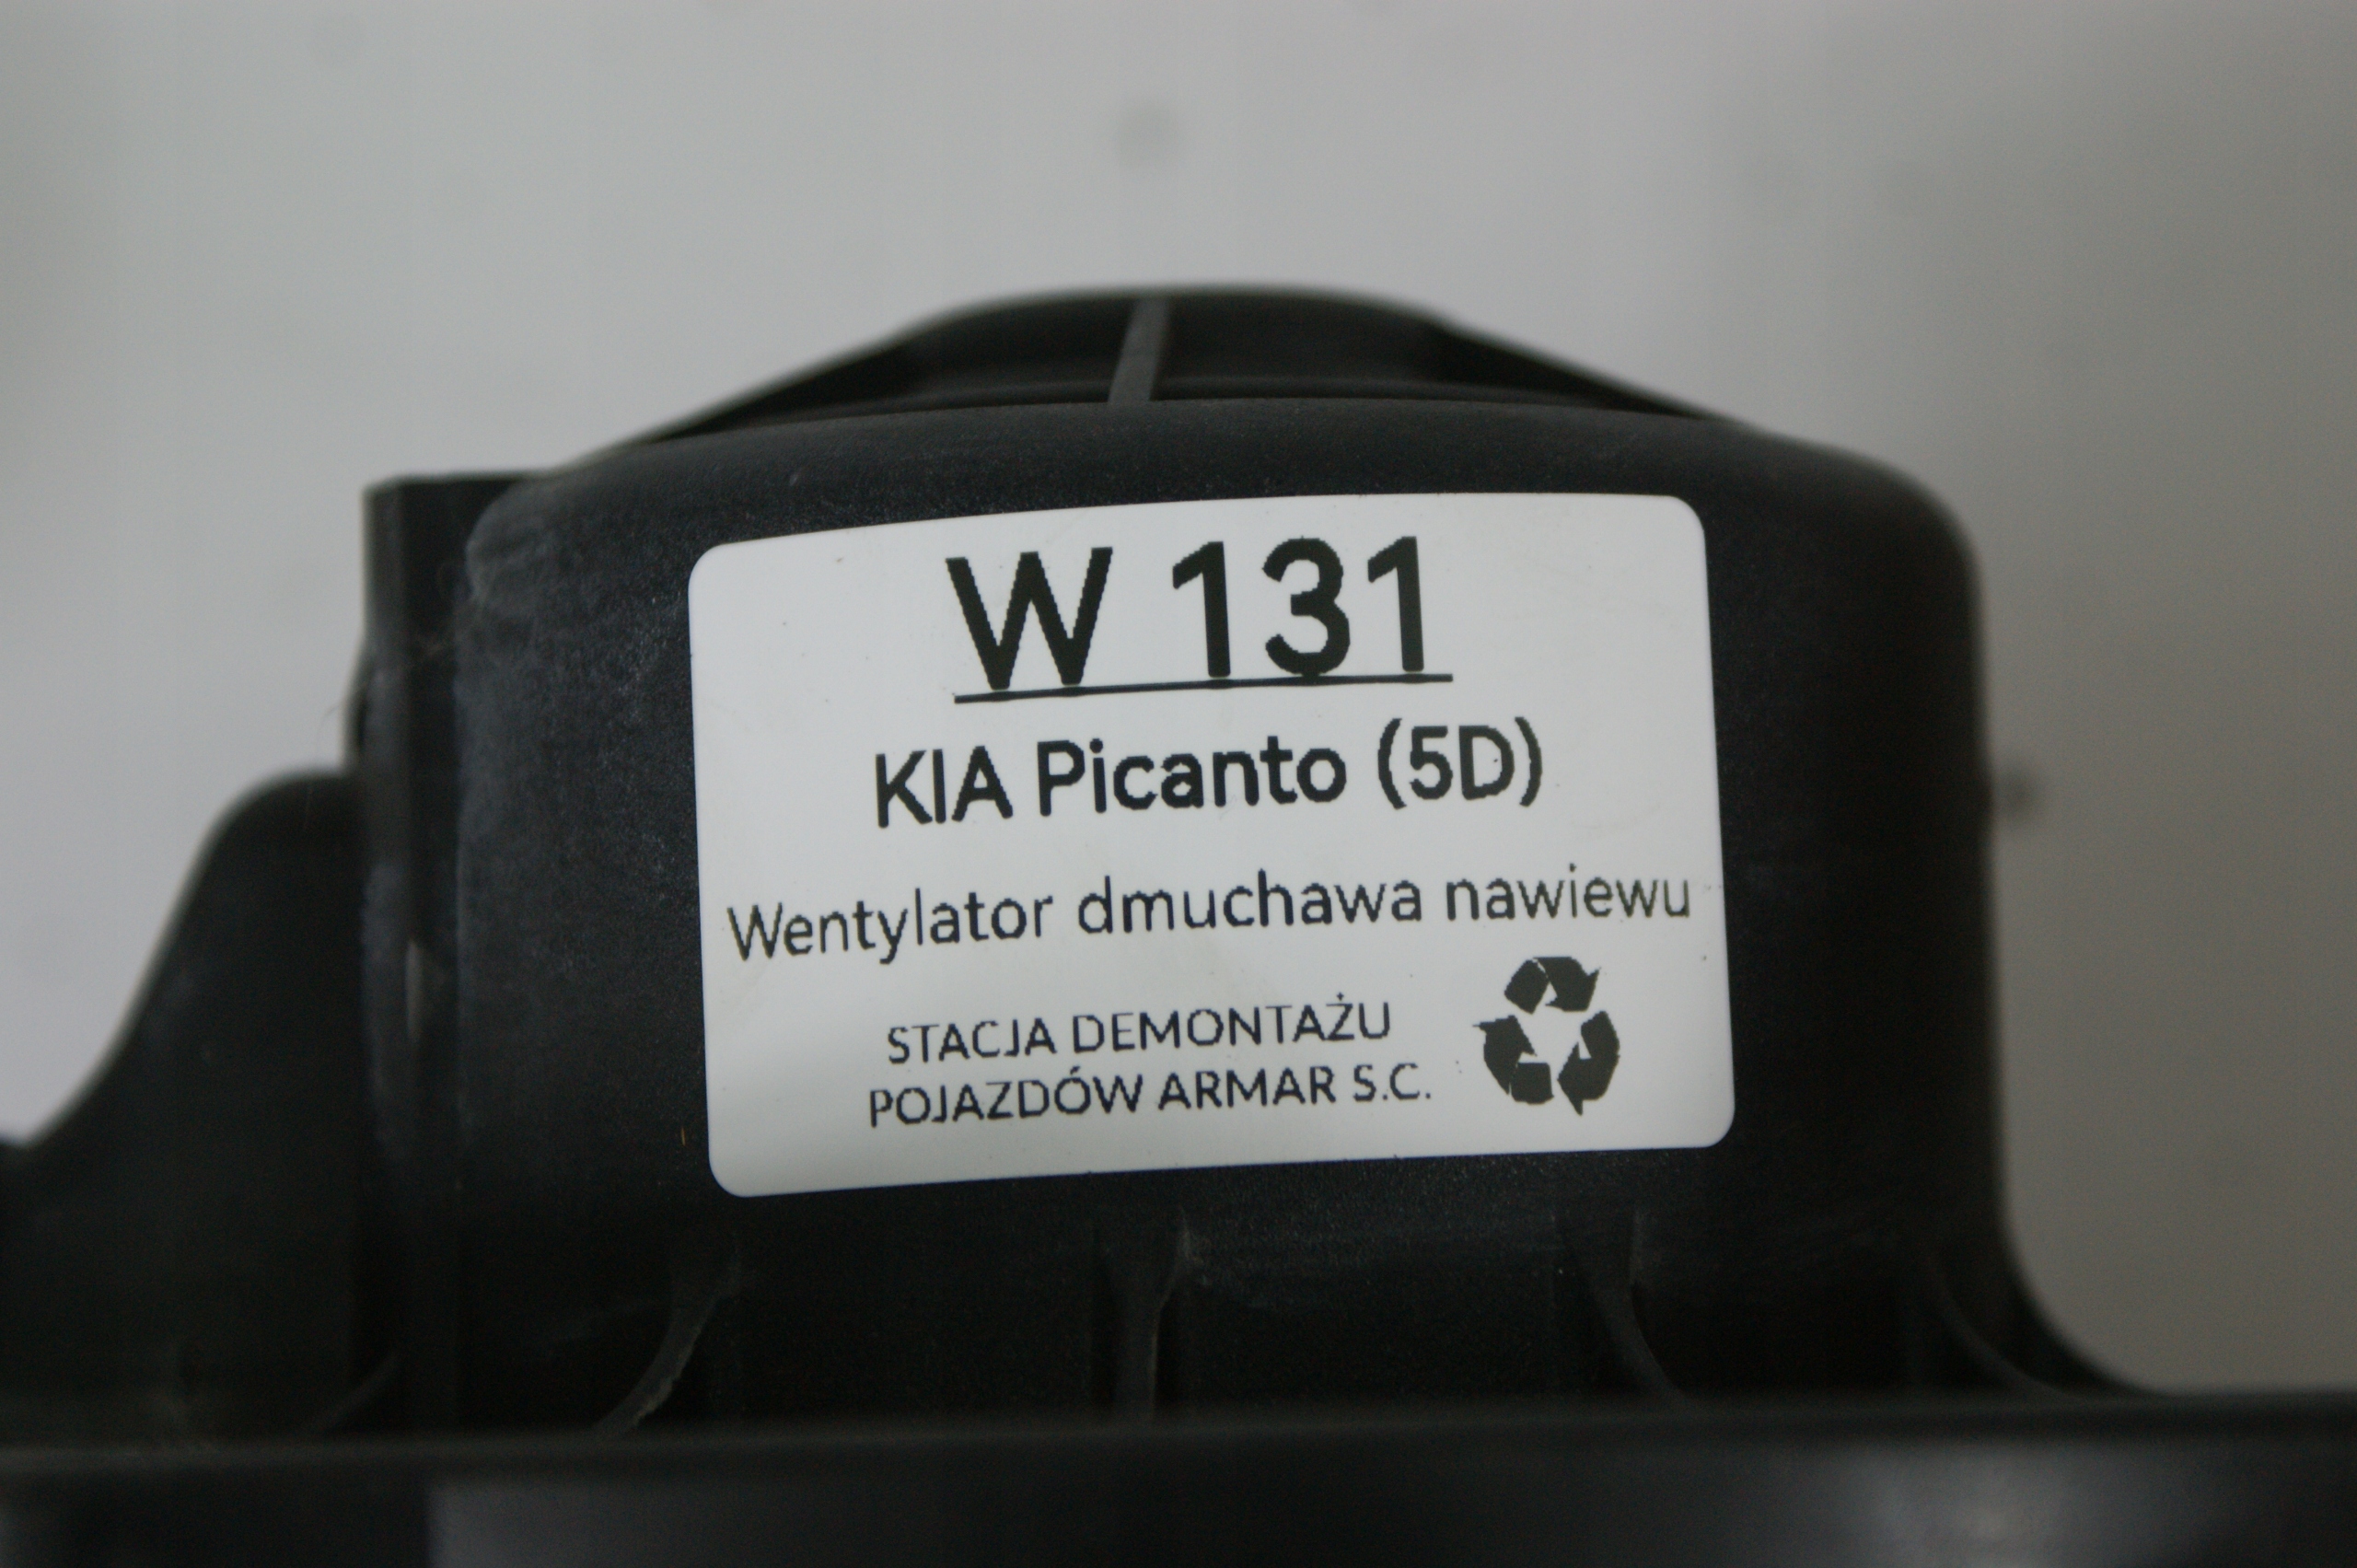 W 131
KIA Picanto (5D)
Wentylator dmuchawa nawiewu
STACJA DEMONTAŻU
POJAZDÓW ARMAR S.C.